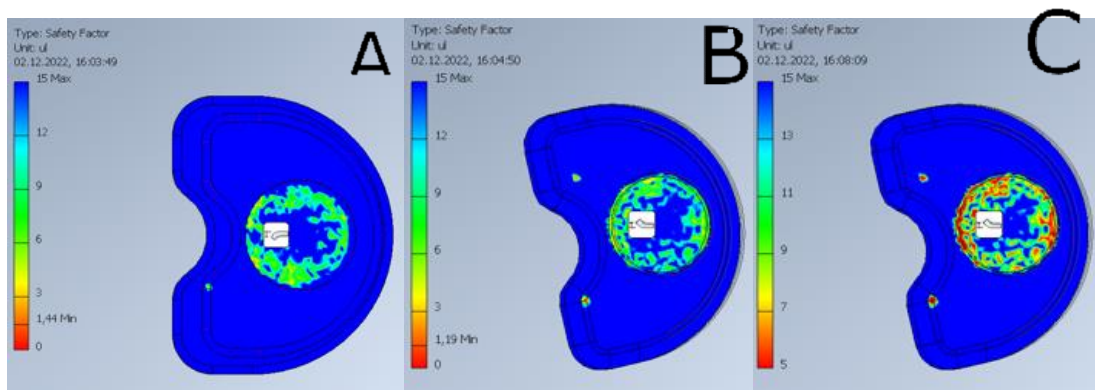 Type: Safety Factor
Unit: ul
02.12.2022, 16:03:49
15 Max
12
9
6
3
1,44 Min
0
A
Type: Safety Factor
Unit: ul
02.12.2022, 16:04:50
15 Max
12
9
6
3
1,19 Min
0
B
Type: Safety Factor
Unit: ul
02.12.2022, 16:08:09
15 Max
13
11
9
7
5
C